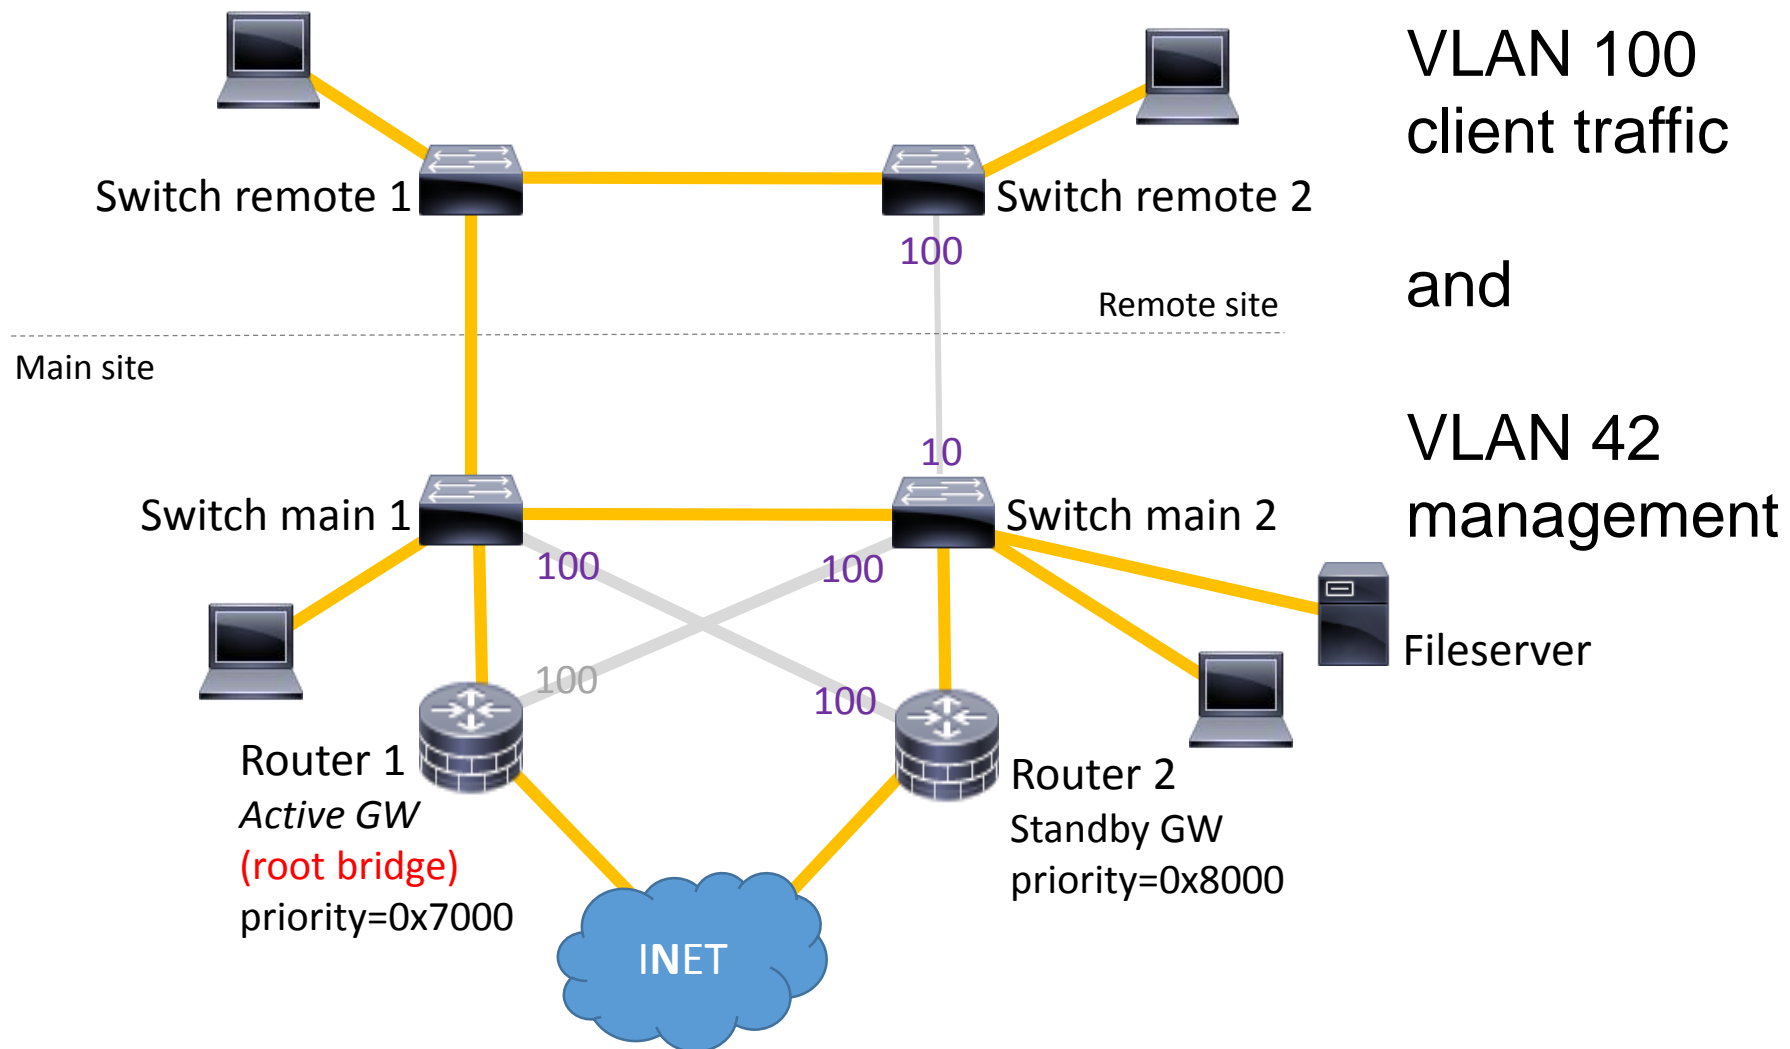 VLAN 100
client traffic
and
VLAN 42
management
Switch remote 1
Switch remote 2
100
Remote site
Main site
10
Switch main 1
Switch main 2
100
100
100
100
Fileserver
Router 1
Active GW
(root bridge)
priority=0x7000
Router 2
Standby GW
priority=0x8000
INET